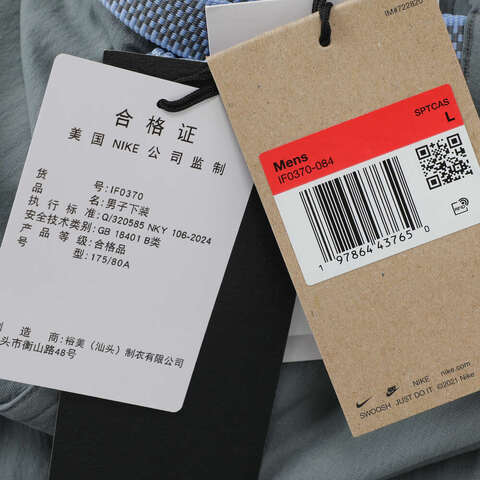 合格证
美国 NIKE 公司监制
货 号: IF0370
品 名: 男子下装
执行标准: Q/320585 NKY 106-2024
安全技术类别: GB 18401 B类
产品等级: 合格品
号 型: 175/80A
制造商: 裕美(汕头)制衣有限公司
头市衡山路48号
IM#722820
SPTCAS
L
Mens
IF0370-084
1 97864 43765 0
RFID
NIKE nike.com
SWOOSH JUST DO IT ©2021 Nike